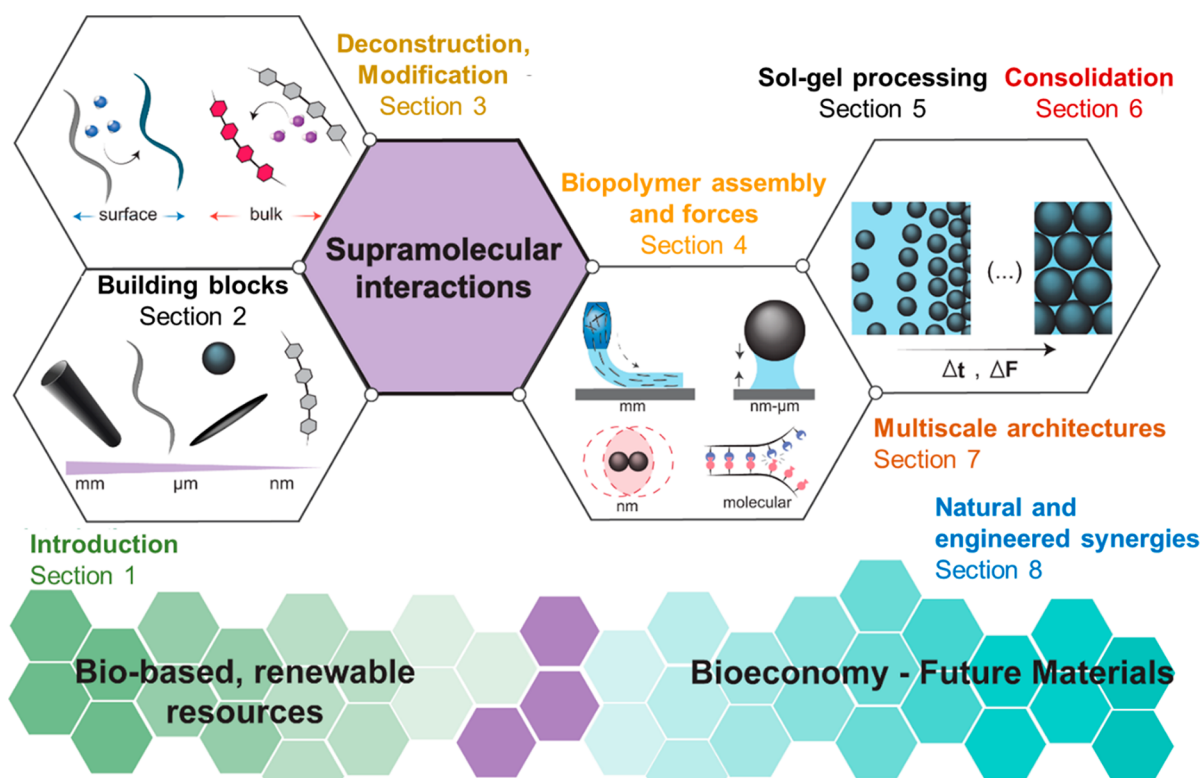 Deconstruction,
Modification
Section 3
surface
bulk
Supramolecular
interactions
Building blocks
Section 2
mm
µm
nm
Biopolymer assembly
and forces
Section 4
mm
nm-µm
nm
molecular
Sol-gel processing
Section 5
Consolidation
Section 6
(...)
Δt , ΔF
Multiscale architectures
Section 7
Natural and
engineered synergies
Section 8
Introduction
Section 1
Bio-based, renewable
resources
Bioeconomy - Future Materials